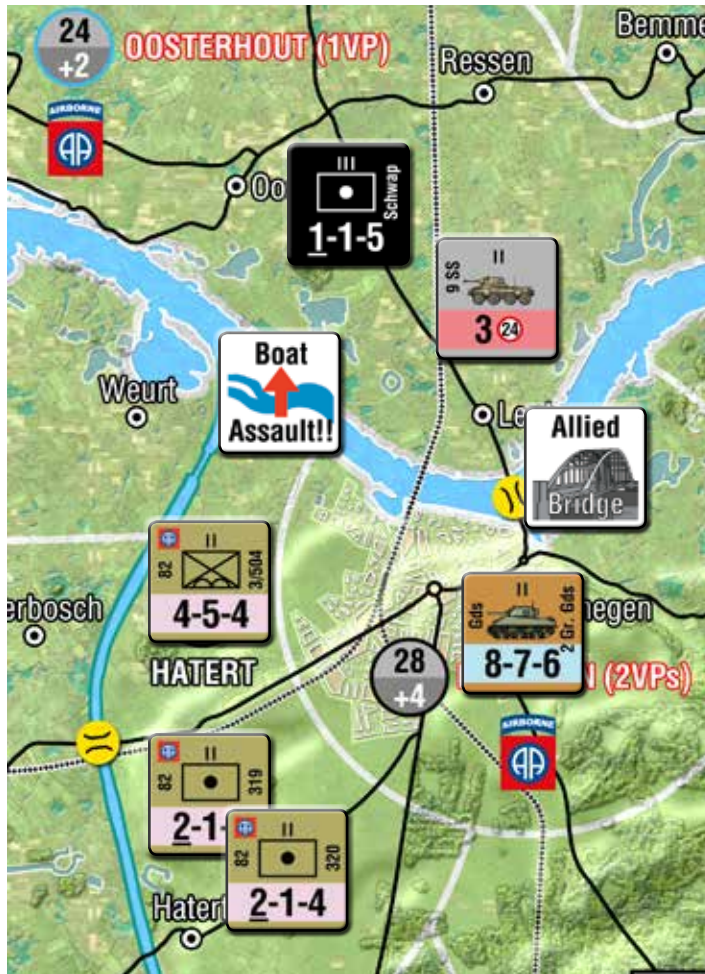 24
+2
OOSTERHOUT (1VP)
Bemme
Ressen
AIRBORNE
AA
Oo
III
1-1-5
Schwap
9 SS
II
3 24
Boat
Assault!!
Weurt
Le
Allied
Bridge
82
II
3/504
4-5-4
erbosch
HATERT
Gds
II
2 Gr. Gds
8-7-6
megen
28
+4
N (2VPs)
AIRBORNE
AA
82
II
319
2-1-
82
II
320
2-1-4
Hatert